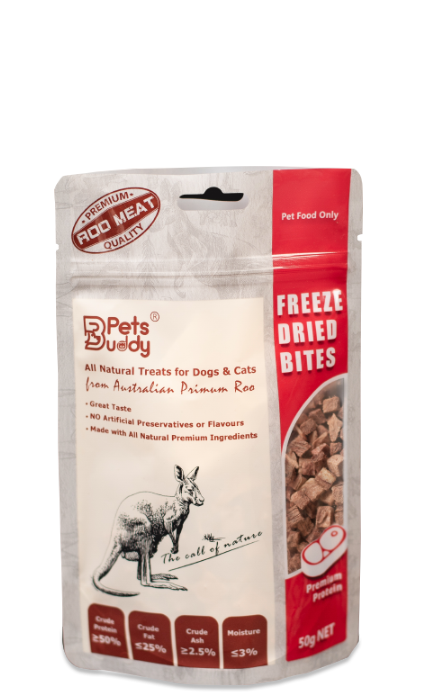 PREMIUM
ROO MEAT
QUALITY
Pet Food Only
FREEZE
DRIED
BITES
Pets®
Buddy
All Natural Treats for Dogs & Cats
from Australian Primum Roo
- Great Taste
- NO Artificial Preservatives or Flavours
- Made with All Natural Premium Ingredients
The call of nature
Premium
Protein
Crude
Protein
≥50%
Crude
Fat
≤25%
Crude
Ash
≥2.5%
Moisture
≤3%
50g NET